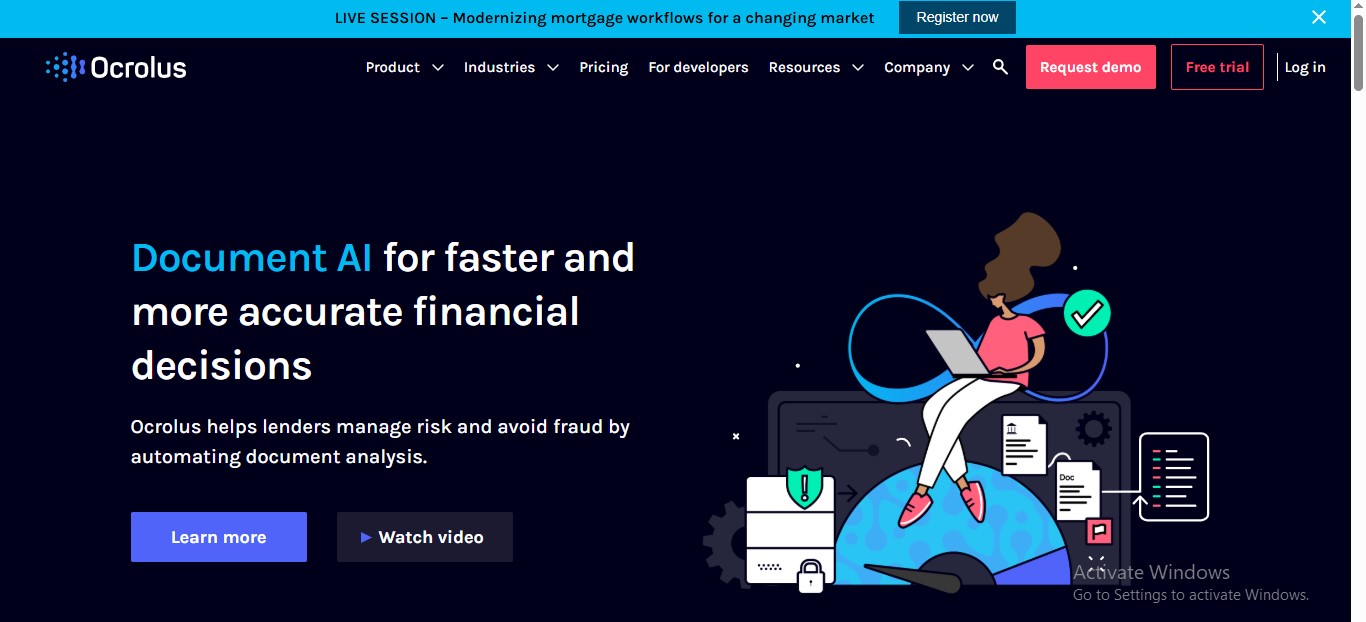 LIVE SESSION – Modernizing mortgage workflows for a changing market
Register now
Ocrolus
Product
Industries
Pricing
For developers
Resources
Company
Request demo
Free trial
Log in
Document AI for faster and
more accurate financial
decisions
Ocrolus helps lenders manage risk and avoid fraud by
automating document analysis.
Learn more
Watch video
Doc
Activate Windows
Go to Settings to activate Windows.